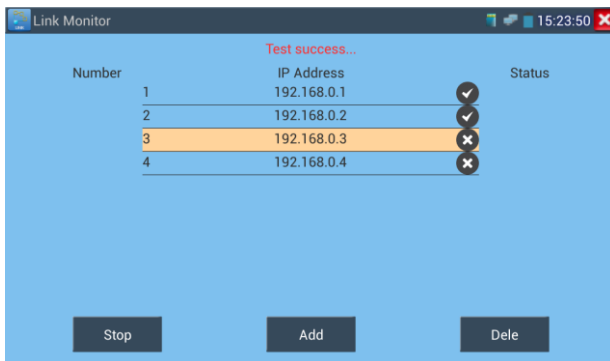 Link Monitor 15:23:50
Test success...
Number IP Address Status
1 192.168.0.1
2 192.168.0.2
3 192.168.0.3
4 192.168.0.4
Stop Add Dele